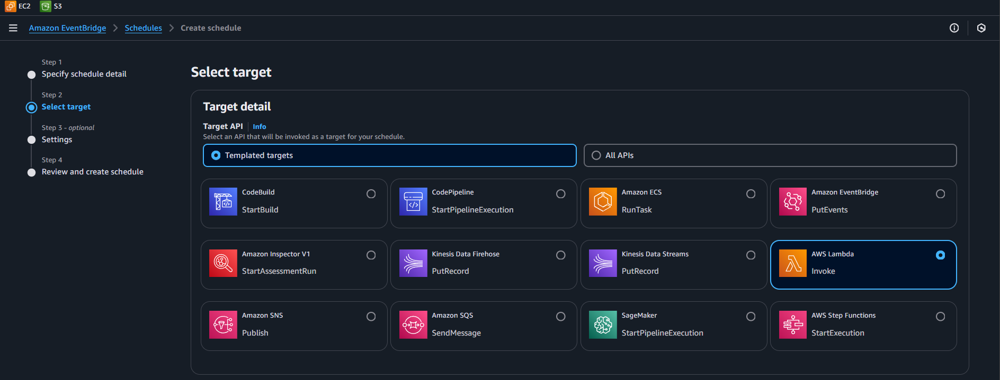 EC2 S3
Amazon EventBridge Schedules Create schedule
Step 1
Specify schedule detail
Step 2
Select target
Step 3 - optional
Settings
Step 4
Review and create schedule
Select target
Target detail
Target API Info
Select an API that will be invoked as a target for your schedule.
Templated targets
All APIs
CodeBuild
StartBuild
CodePipeline
StartPipelineExecution
Amazon ECS
RunTask
Amazon EventBridge
PutEvents
Amazon Inspector V1
StartAssessmentRun
Kinesis Data Firehose
PutRecord
Kinesis Data Streams
PutRecord
AWS Lambda
Invoke
Amazon SNS
Publish
Amazon SQS
SendMessage
SageMaker
StartPipelineExecution
AWS Step Functions
StartExecution